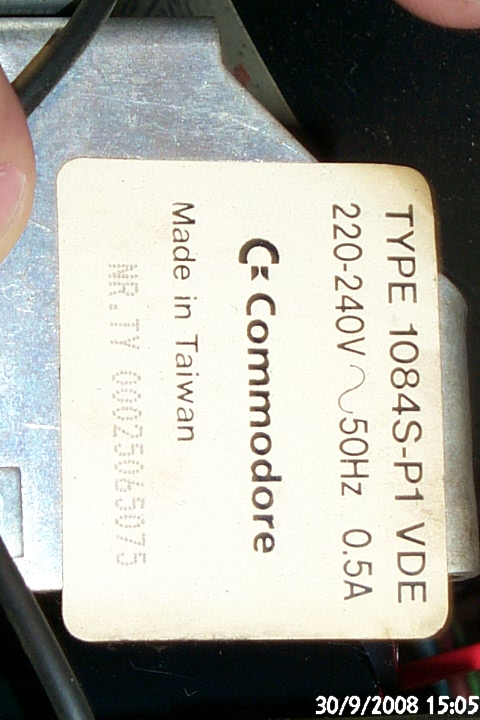 TYPE 1084S-P1 VDE
220-240V ~ 50Hz 0.5A
Commodore
Made in Taiwan
NR.TY 00025065075
30/9/2008 15:05